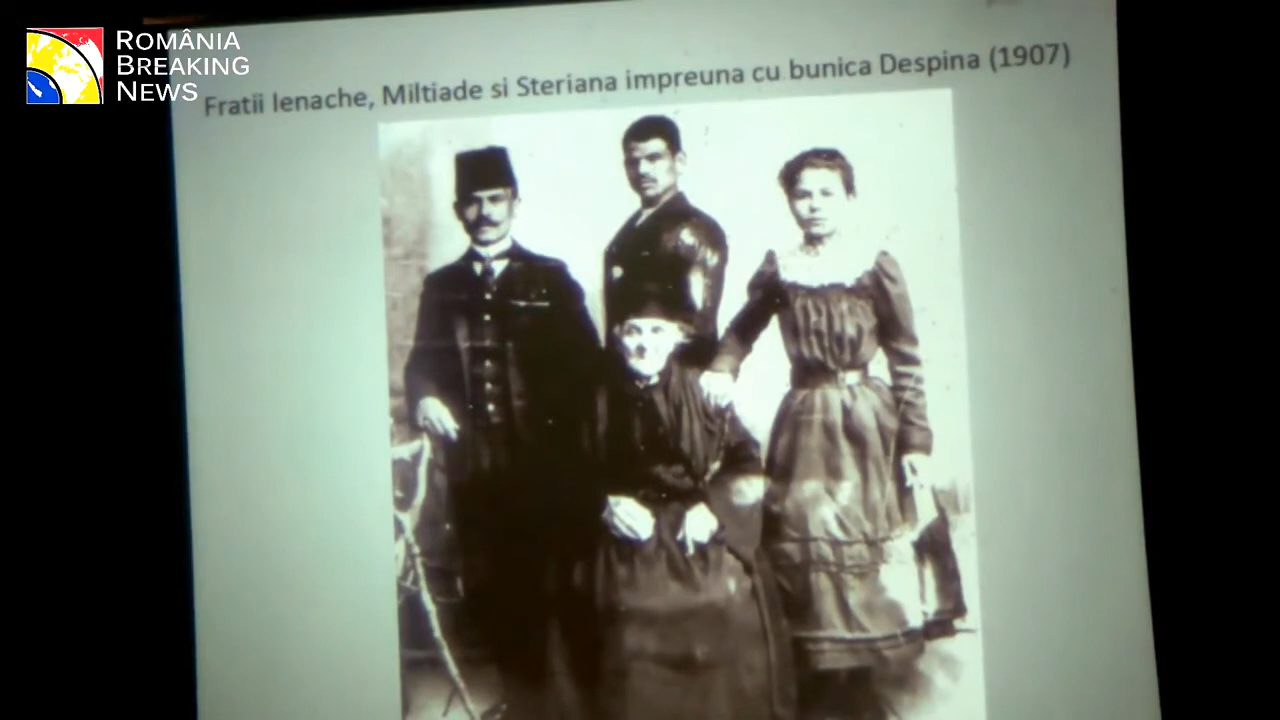 ROMÂNIA
BREAKING
NEWS
Fratii Ienache, Miltiade si Steriana impreuna cu bunica Despina (1907)